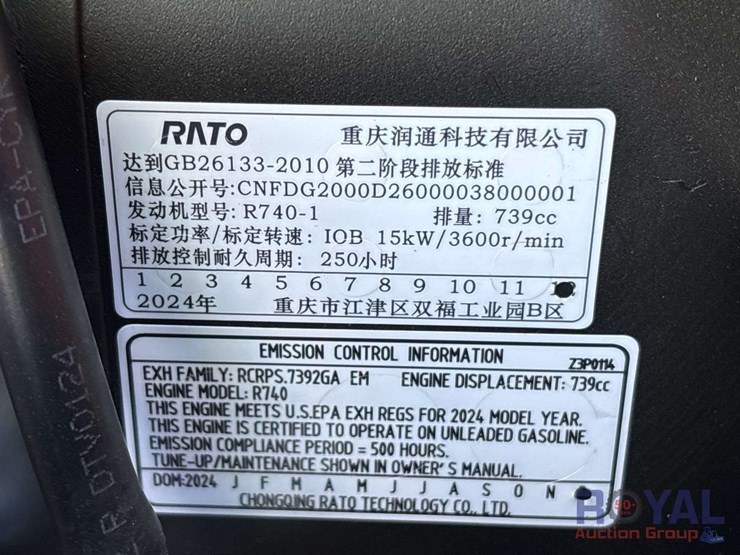 RATO 重庆润通科技有限公司
达到GB26133-2010 第二阶段排放标准
信息公开号:CNFDG2000D26000038000001
发动机型号: R740-1 排量: 739cc
标定功率/标定转速: IOB 15kW/3600r/min
排放控制耐久周期: 250小时
1 2 3 4 5 6 7 8 9 10 11
2024年 重庆市江津区双福工业园B区
EMISSION CONTROL INFORMATION Z3P0114
EXH FAMILY: RCRPS.7392GA EM ENGINE DISPLACEMENT: 739cc
ENGINE MODEL: R740
THIS ENGINE MEETS U.S.EPA EXH REGS FOR 2024 MODEL YEAR.
THIS ENGINE IS CERTIFIED TO OPERATE ON UNLEADED GASOLINE.
EMISSION COMPLIANCE PERIOD = 500 HOURS.
TUNE-UP/MAINTENANCE SHOWN IN OWNER'S MANUAL.
DOM:2024 J F M A M J J A S O N
CHONGQING RATO TECHNOLOGY CO., LTD.
EPA-CYK
R DTV0124
ROYAL
Auction Group